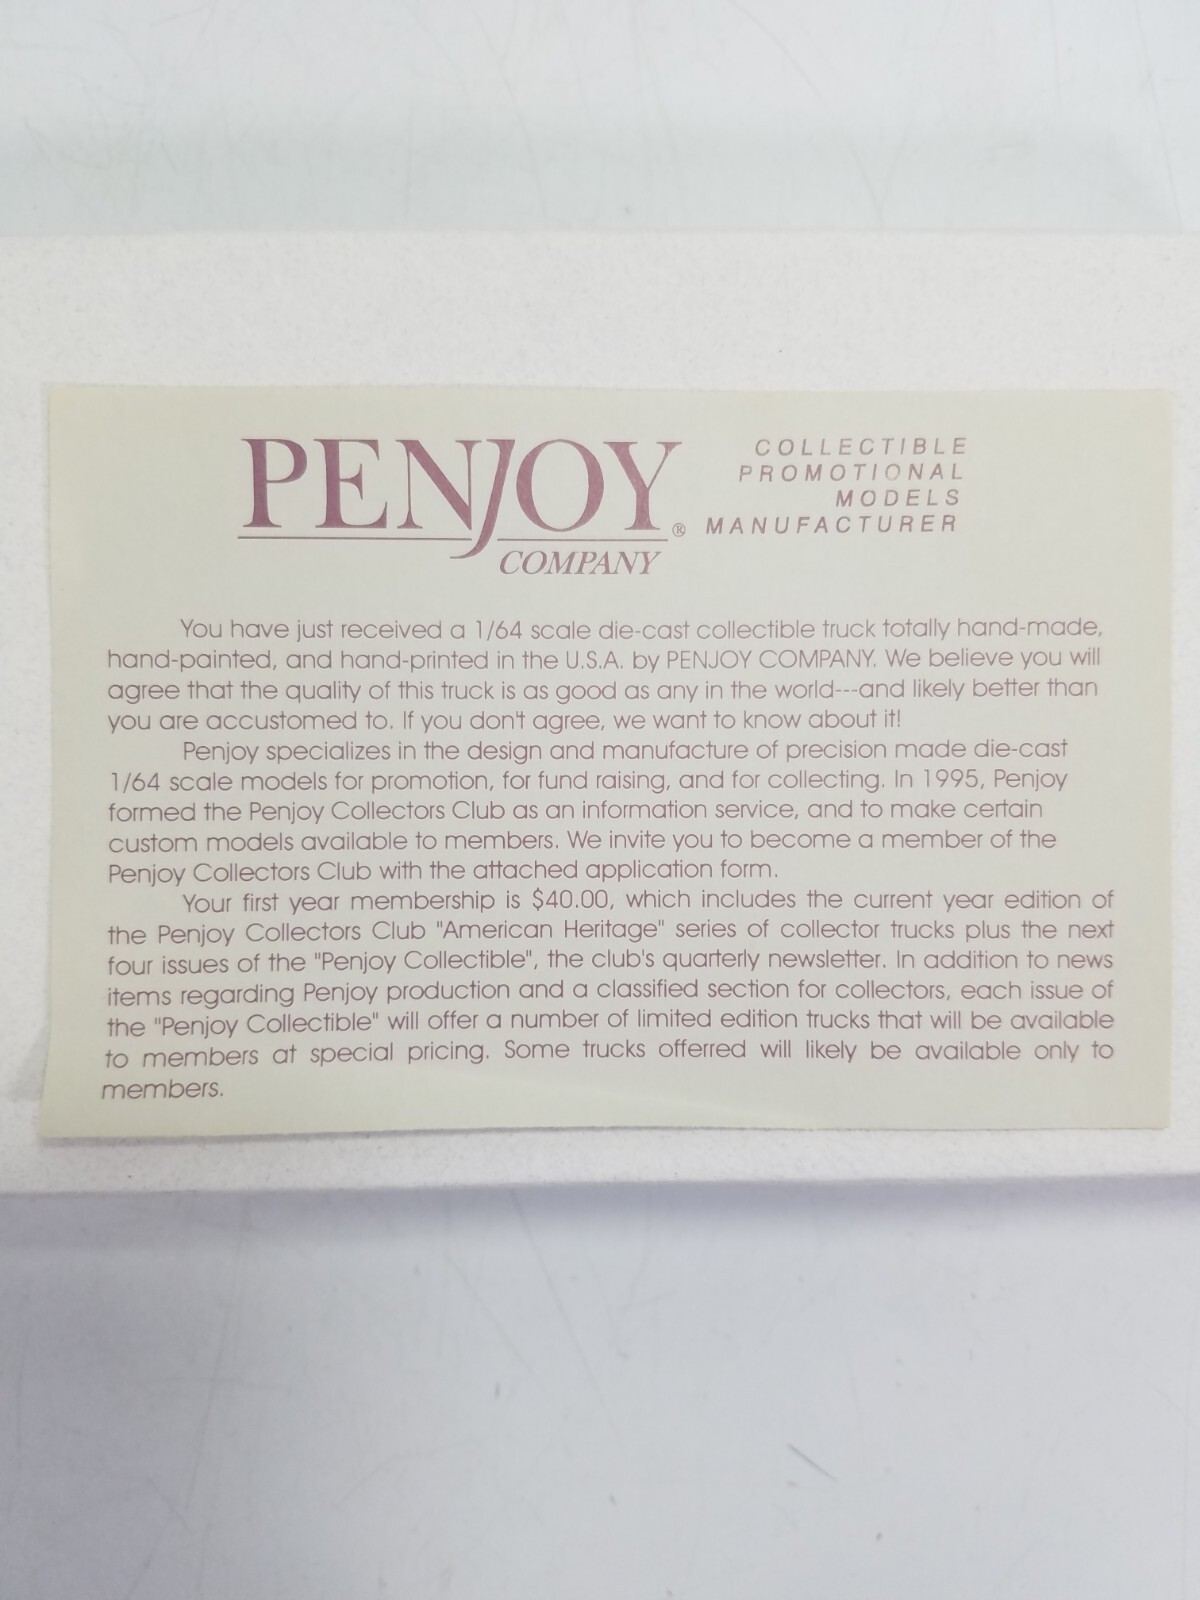 PENJOY®
COMPANY
COLLECTIBLE
PROMOTIONAL
MODELS
MANUFACTURER
You have just received a 1/64 scale die-cast collectible truck totally hand-made,
hand-painted, and hand-printed in the U.S.A. by PENJOY COMPANY. We believe you will
agree that the quality of this truck is as good as any in the world---and likely better than
you are accustomed to. If you don't agree, we want to know about it!
Penjoy specializes in the design and manufacture of precision made die-cast
1/64 scale models for promotion, for fund raising, and for collecting. In 1995, Penjoy
formed the Penjoy Collectors Club as an information service, and to make certain
custom models available to members. We invite you to become a member of the
Penjoy Collectors Club with the attached application form.
Your first year membership is $40.00, which includes the current year edition of
the Penjoy Collectors Club "American Heritage" series of collector trucks plus the next
four issues of the "Penjoy Collectible", the club's quarterly newsletter. In addition to news
items regarding Penjoy production and a classified section for collectors, each issue of
the "Penjoy Collectible" will offer a number of limited edition trucks that will be available
to members at special pricing. Some trucks offerred will likely be available only to
members.